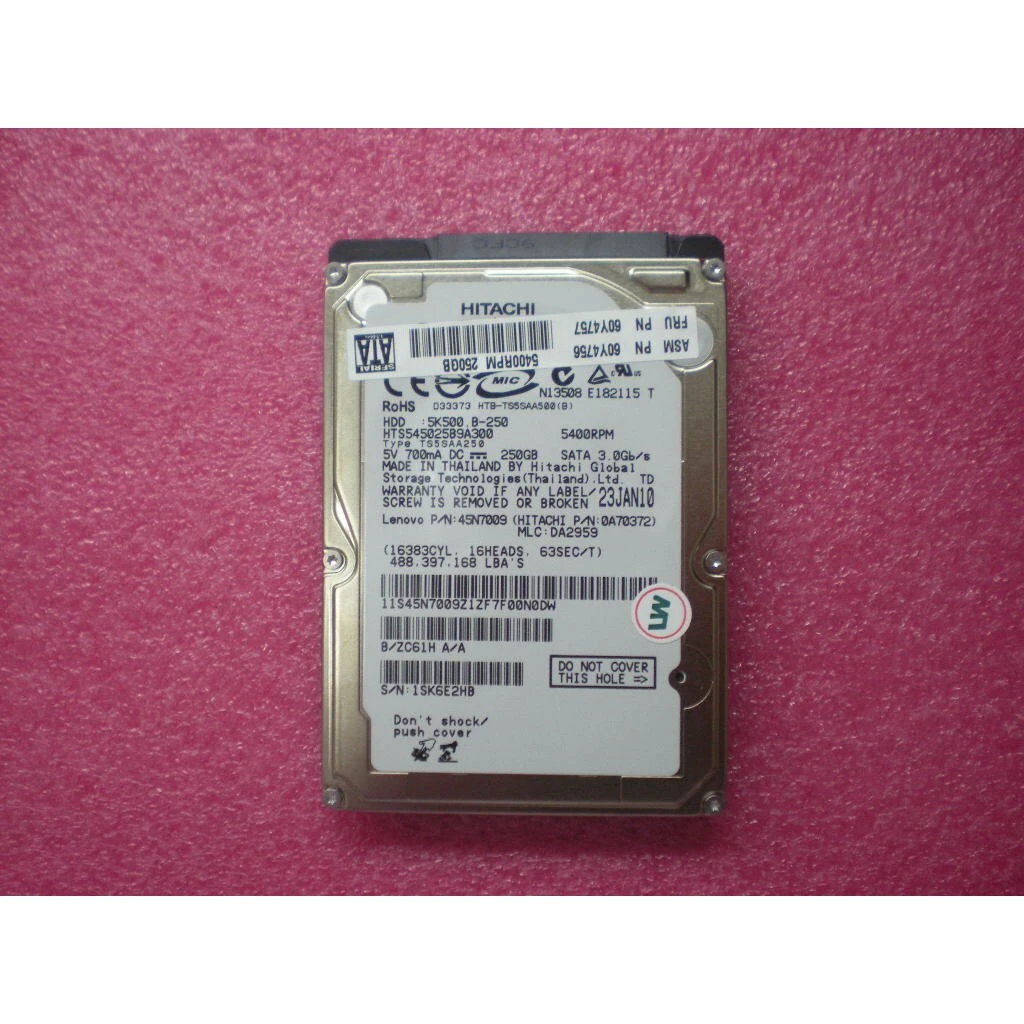 HITACHI
ASM PN 60Y4756
FRU PN 60Y4757
5400RPM 250GB
SERIAL
ATA
MIC
N13508 E182115 T
RoHS D33373 HTB-TS5SAA500(B)
HDD :5K500.B-250
HTS545025B9A300 5400RPM
Type TS5SAA250
5V 700mA DC 250GB SATA 3.0Gb/s
MADE IN THAILAND BY Hitachi Global
Storage Technologies(Thailand).Ltd. TD
WARRANTY VOID IF ANY LABEL/
SCREW IS REMOVED OR BROKEN 23JAN10
Lenovo P/N:45N7009 (HITACHI P/N:0A70372)
MLC:DA2959
(16383CYL. 16HEADS. 63SEC/T)
488.397.168 LBA'S
11S45N7009Z1ZF7F00N0DW
LW
B/ZC61H A/A
DO NOT COVER
THIS HOLE =>
S/N:1SK6E2HB
Don't shock/
push cover